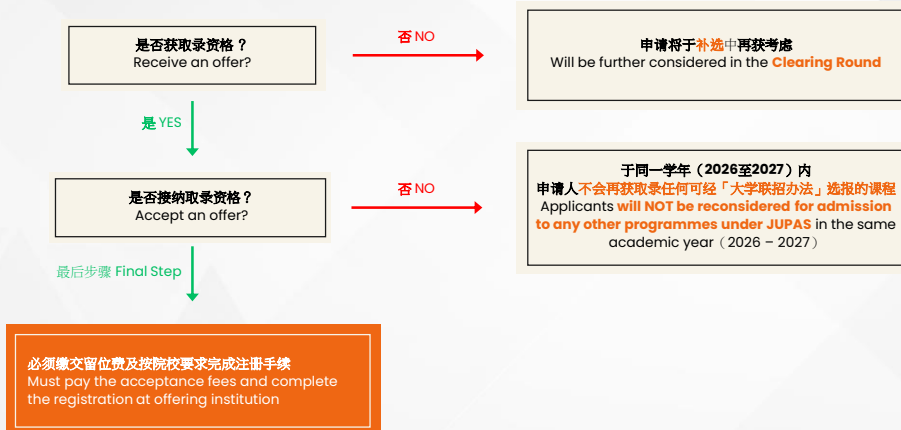 是否获取录资格？
Receive an offer?
否 NO
申请将于补选中再获考虑
Will be further considered in the Clearing Round
是 YES
是否接纳取录资格？
Accept an offer?
否 NO
于同一学年（2026至2027）内
申请人不会再获取录任何可经「大学联招办法」选报的课程
Applicants will NOT be reconsidered for admission
to any other programmes under JUPAS in the same
academic year（2026 – 2027）
最后步骤 Final Step
必须缴交留位费及按院校要求完成注册手续
Must pay the acceptance fees and complete
the registration at offering institution